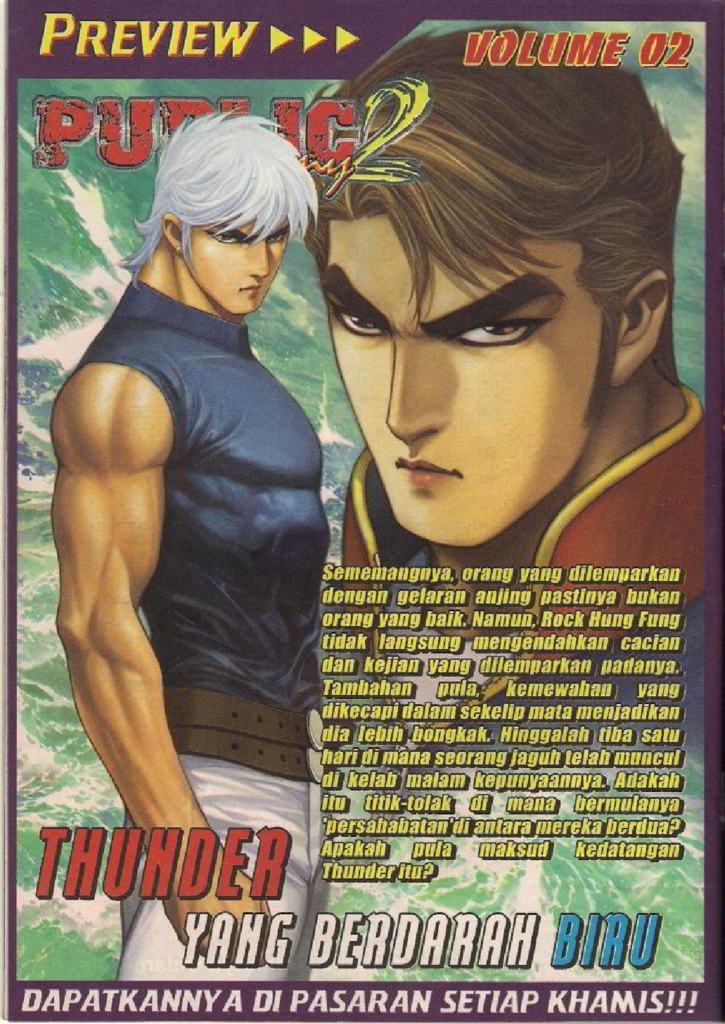 PREVIEW
VOLUME 02
PUBLIC
2
Sememangnya, orang yang dilemparkan
dengan gelaran anjing pastinya bukan
orang yang baik. Namun, Rock Hung Fung
tidak langsung mengendahkan cacian
dan kejian yang dilemparkan padanya.
Tambahan pula, kemewahan yang
dikecapi dalam sekelip mata menjadikan
dia lebih bongkak. Hinggalah tiba satu
hari di mana seorang jaguh telah muncul
di kelab malam kepunyaannya. Adakah
itu titik-tolak di mana bermulanya
'persahabatan' di antara mereka berdua?
Apakah pula maksud kedatangan
Thunder itu?
THUNDER
YANG BERDARAH BIRU
DAPATKANNYA DI PASARAN SETIAP KHAMIS!!!